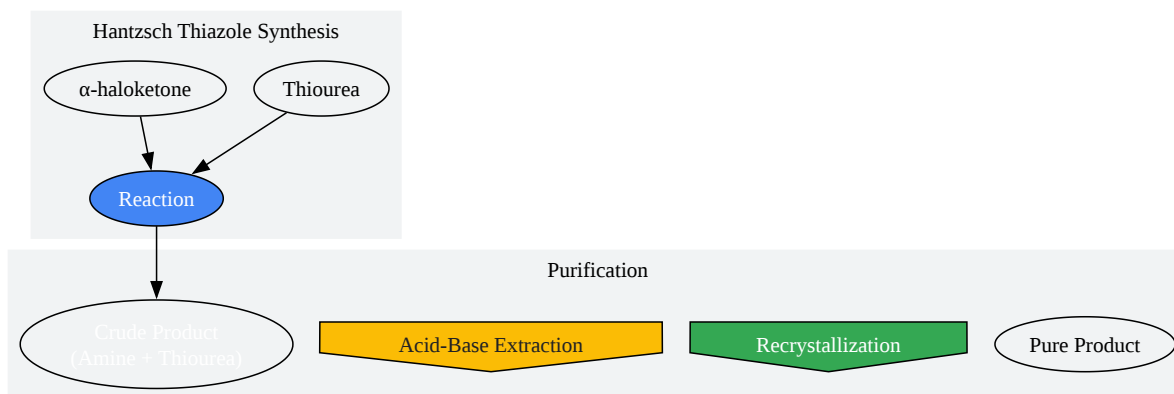 Hantzsch Thiazole Synthesis
α-haloketone
Thiourea
Reaction
Purification
Crude Product
(Amine + Thiourea)
Acid-Base Extraction
Recrystallization
Pure Product